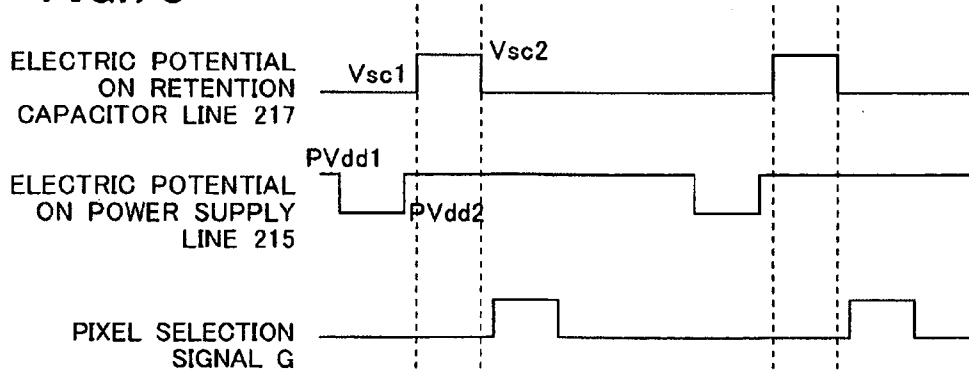 ELECTRIC POTENTIAL
ON RETENTION
CAPACITOR LINE 217
Vsc1
Vsc2
PVdd1
ELECTRIC POTENTIAL
ON POWER SUPPLY
LINE 215
PVdd2
PIXEL SELECTION
SIGNAL G